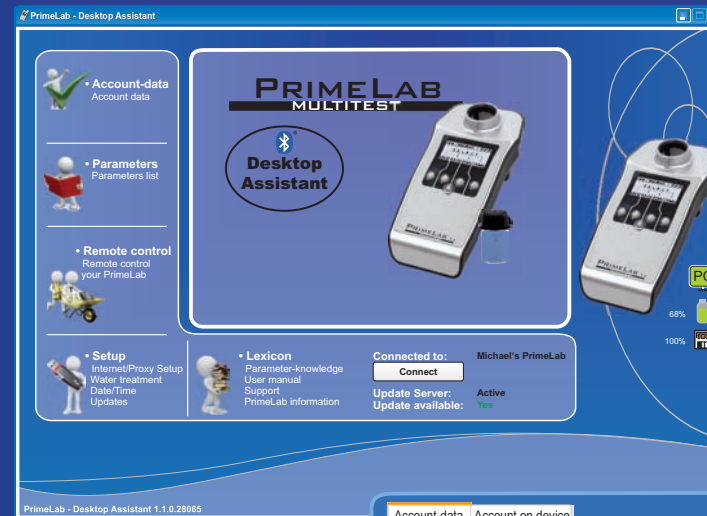 PrimeLab - Desktop Assistant
• Account-data
Account data
• Parameters
Parameters list
• Remote control
Remote control
your PrimeLab
• Setup
Internet/Proxy Setup
Water treatment
Date/Time
Updates
• Lexicon
Parameter-knowledge
User manual
Support
PrimeLab information
PRIMELAB
MULTITEST
Desktop
Assistant
PRIMELAB
Connected to: Michael's PrimeLab
Connect
Update Server: Active
Update available: Yes
PRIMELAB
68%
100%
PrimeLab - Desktop Assistant 1.1.0.28065
Account data Account on device